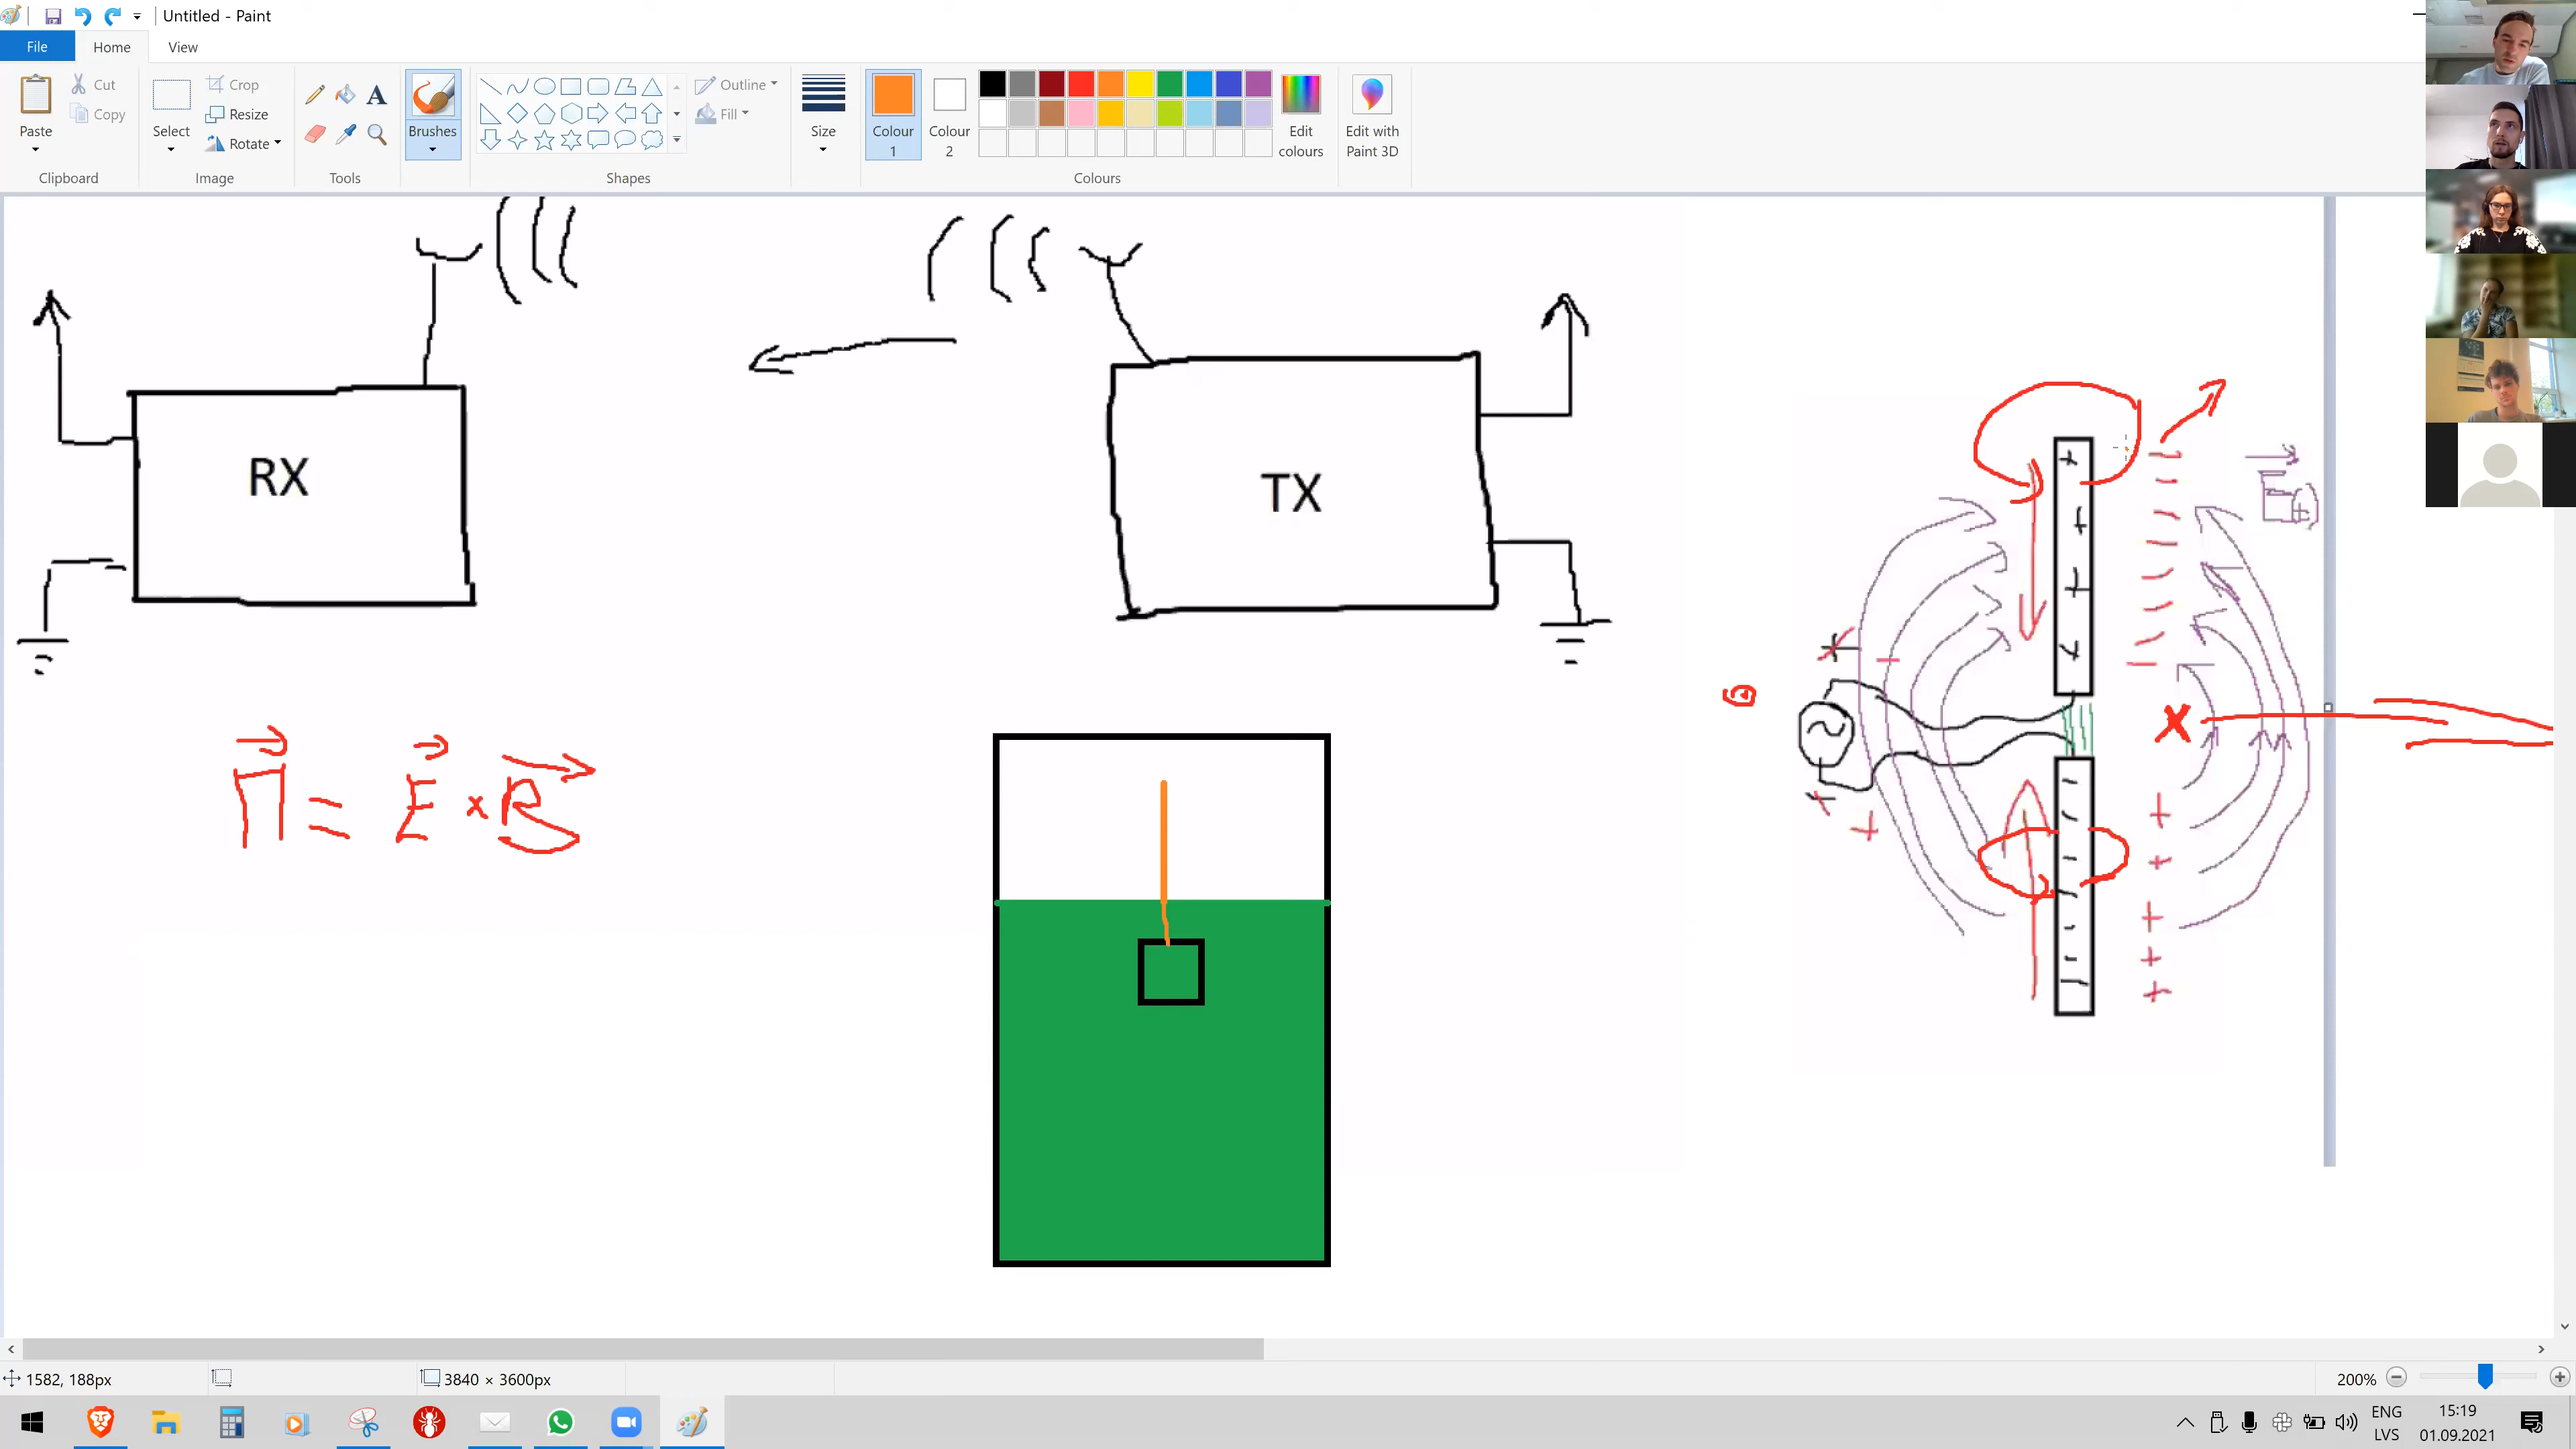 Untitled - Paint
File Home View
Paste
Cut
Copy
Clipboard
Select
Crop
Resize
Rotate
Image
A
Tools
Brushes
Shapes
Outline
Fill
Size
Colour 1
Colour 2
Colours
Edit colours
Edit with Paint 3D
RX
TX
Π = E × B
1582, 188px
3840 × 3600px
200%
ENG
LVS
15:19
01.09.2021